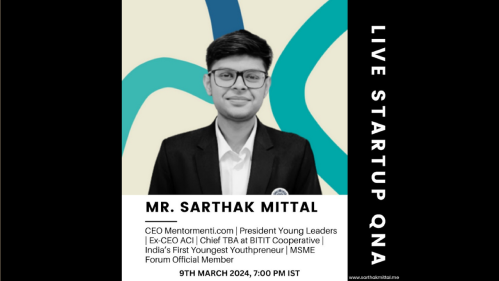 MR. SARTHAK MITTAL
CEO Mentormenti.com | President Young Leaders
| Ex-CEO ACI | Chief TBA at BITIT Cooperative |
India's First Youngest Youthpreneur | MSME
Forum Official Member
9TH MARCH 2024, 7:00 PM IST
LIVE STARTUP QNA
www.sarthakmittal.me